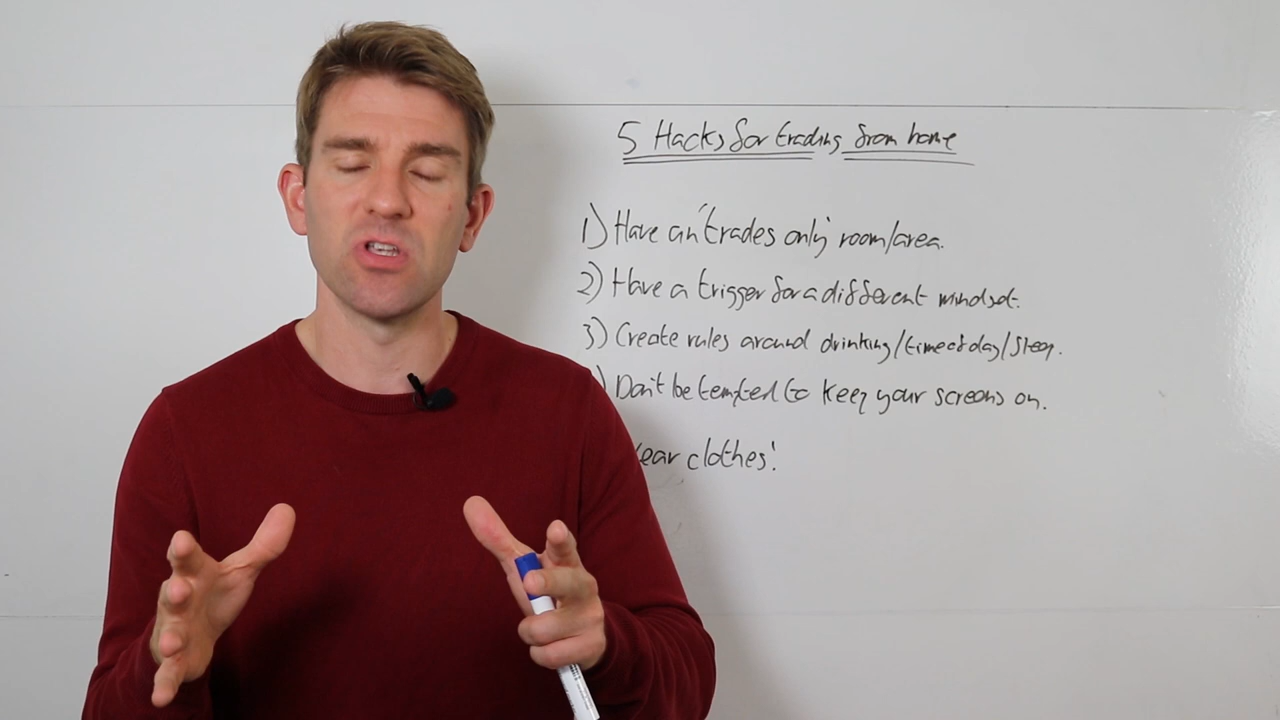 5 Hacks for trading from home
1) Have an 'trades only' room/area.
2) Have a trigger for a different mindset.
3) Create rules around drinking/time of day/sleep.
) Don't be tempted to keep your screens on.
ear clothes!